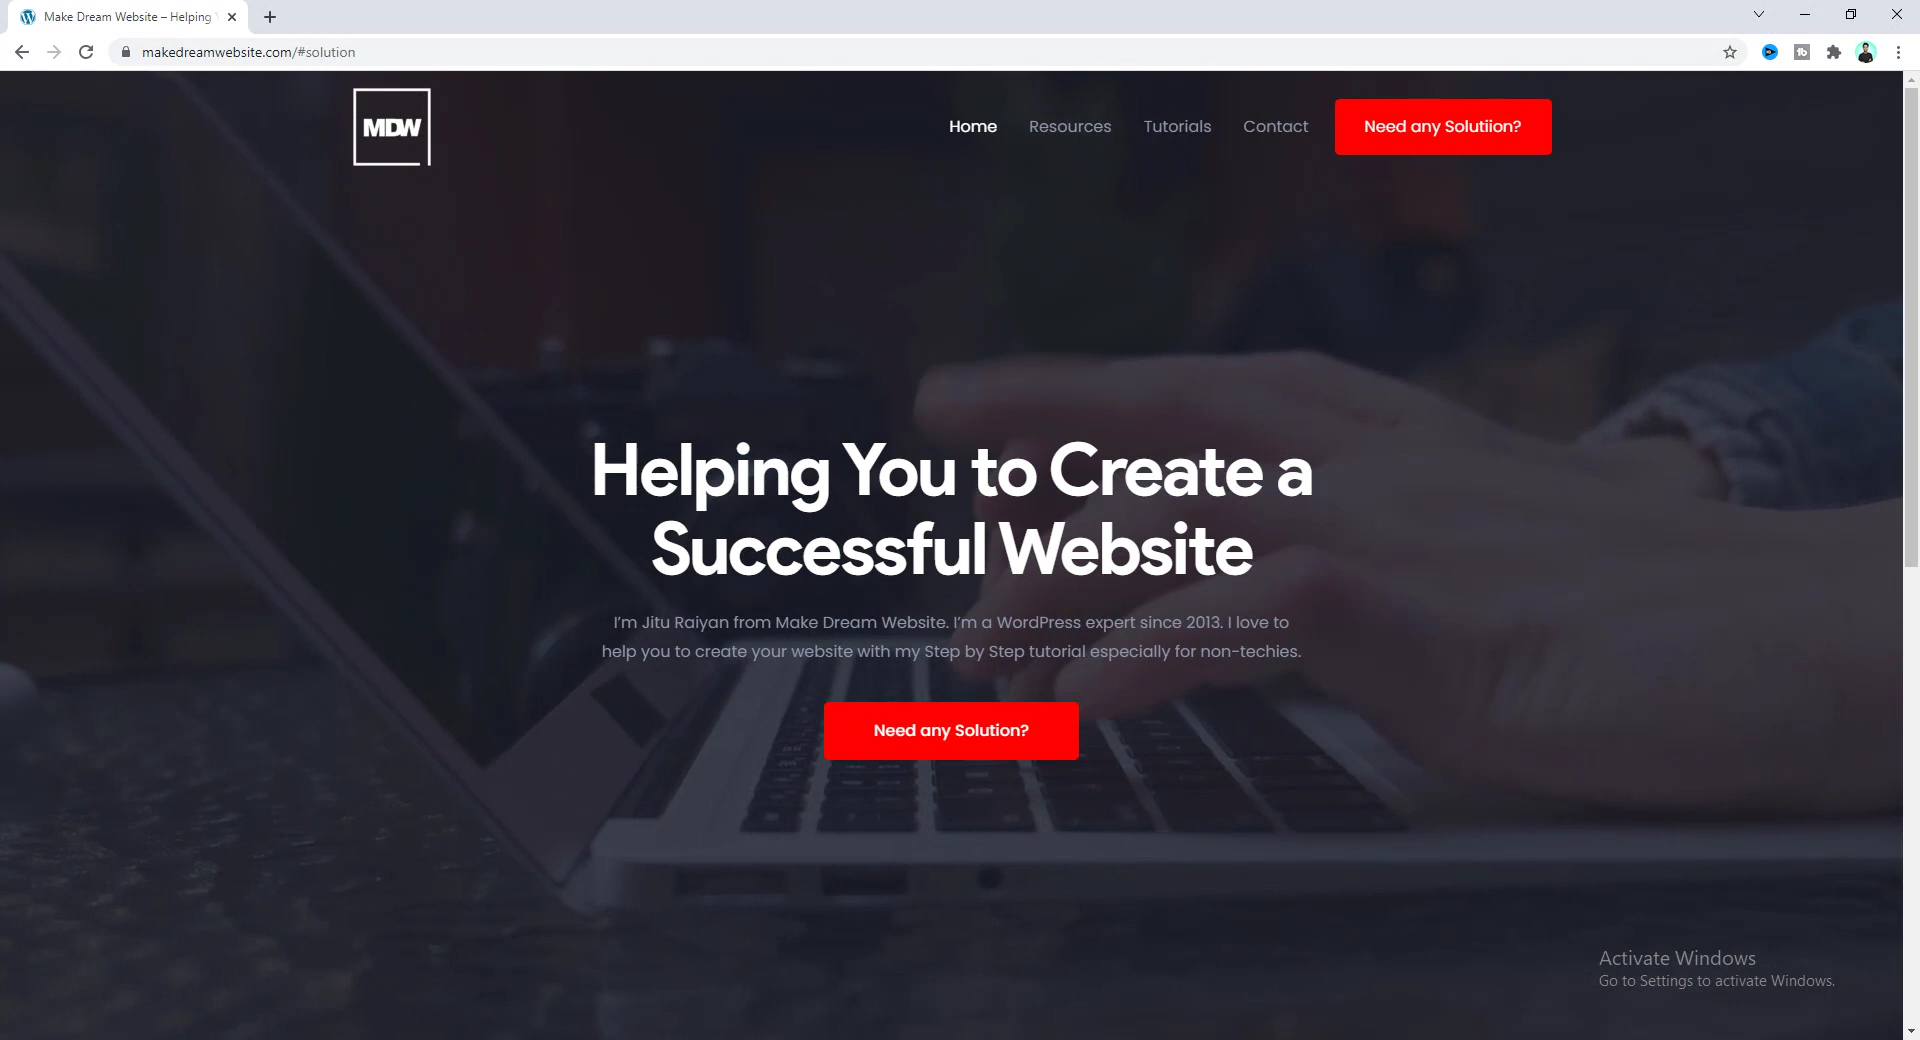 Make Dream Website – Helping
makedreamwebsite.com/#solution
MDW
Home Resources Tutorials Contact Need any Solutiion?
Helping You to Create a
Successful Website
I'm Jitu Raiyan from Make Dream Website. I'm a WordPress expert since 2013. I love to
help you to create your website with my Step by Step tutorial especially for non-techies.
Need any Solution?
Activate Windows
Go to Settings to activate Windows.